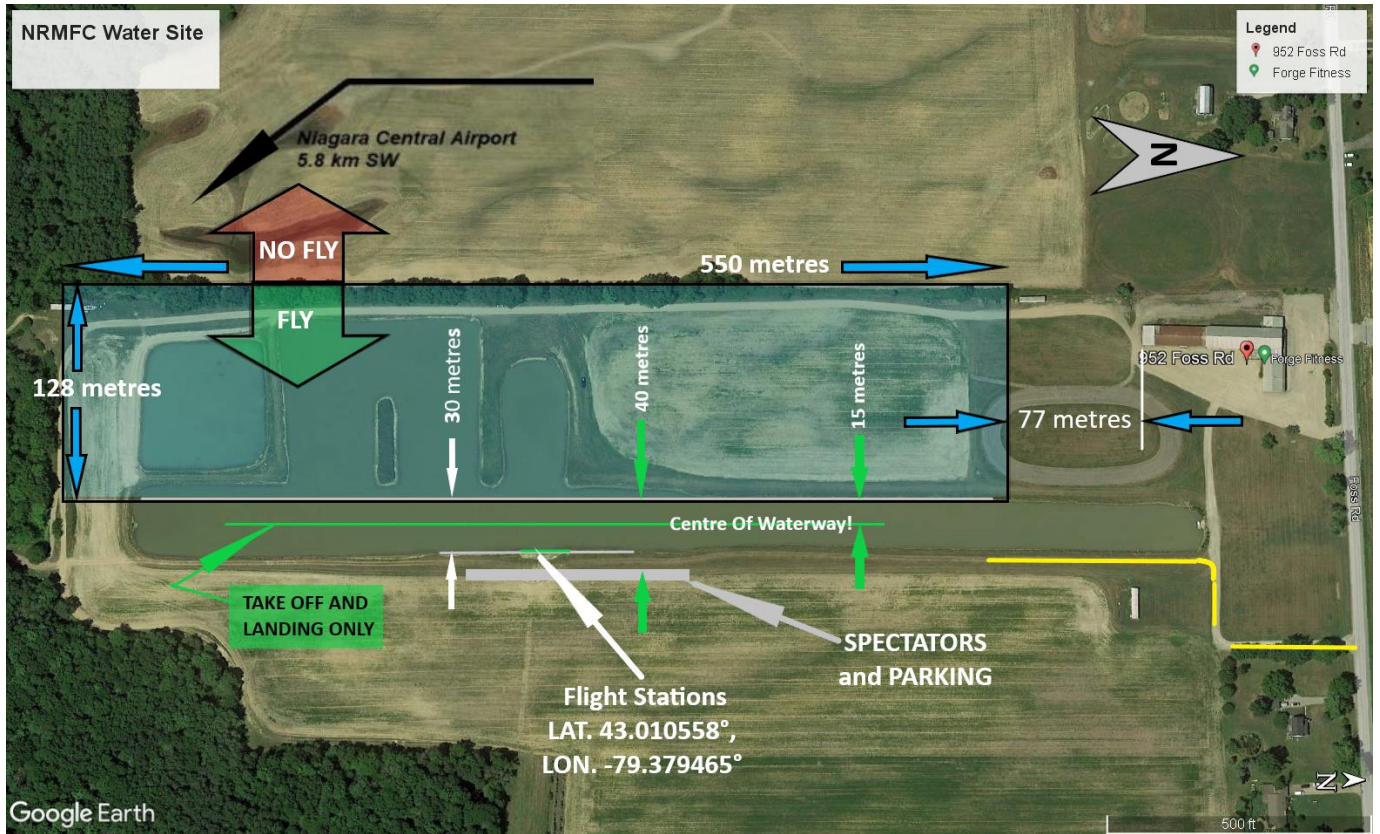 NRMFC Water Site
Legend
952 Foss Rd
Forge Fitness
N
Niagara Central Airport
5.8 km SW
NO FLY
550 metres
FLY
128 metres
30 metres
40 metres
15 metres
952 Foss Rd
Forge Fitness
77 metres
Centre Of Waterway!
Foss Rd
TAKE OFF AND
LANDING ONLY
SPECTATORS
and PARKING
Flight Stations
LAT. 43.010558°,
LON. -79.379465°
N
Google Earth
500 ft